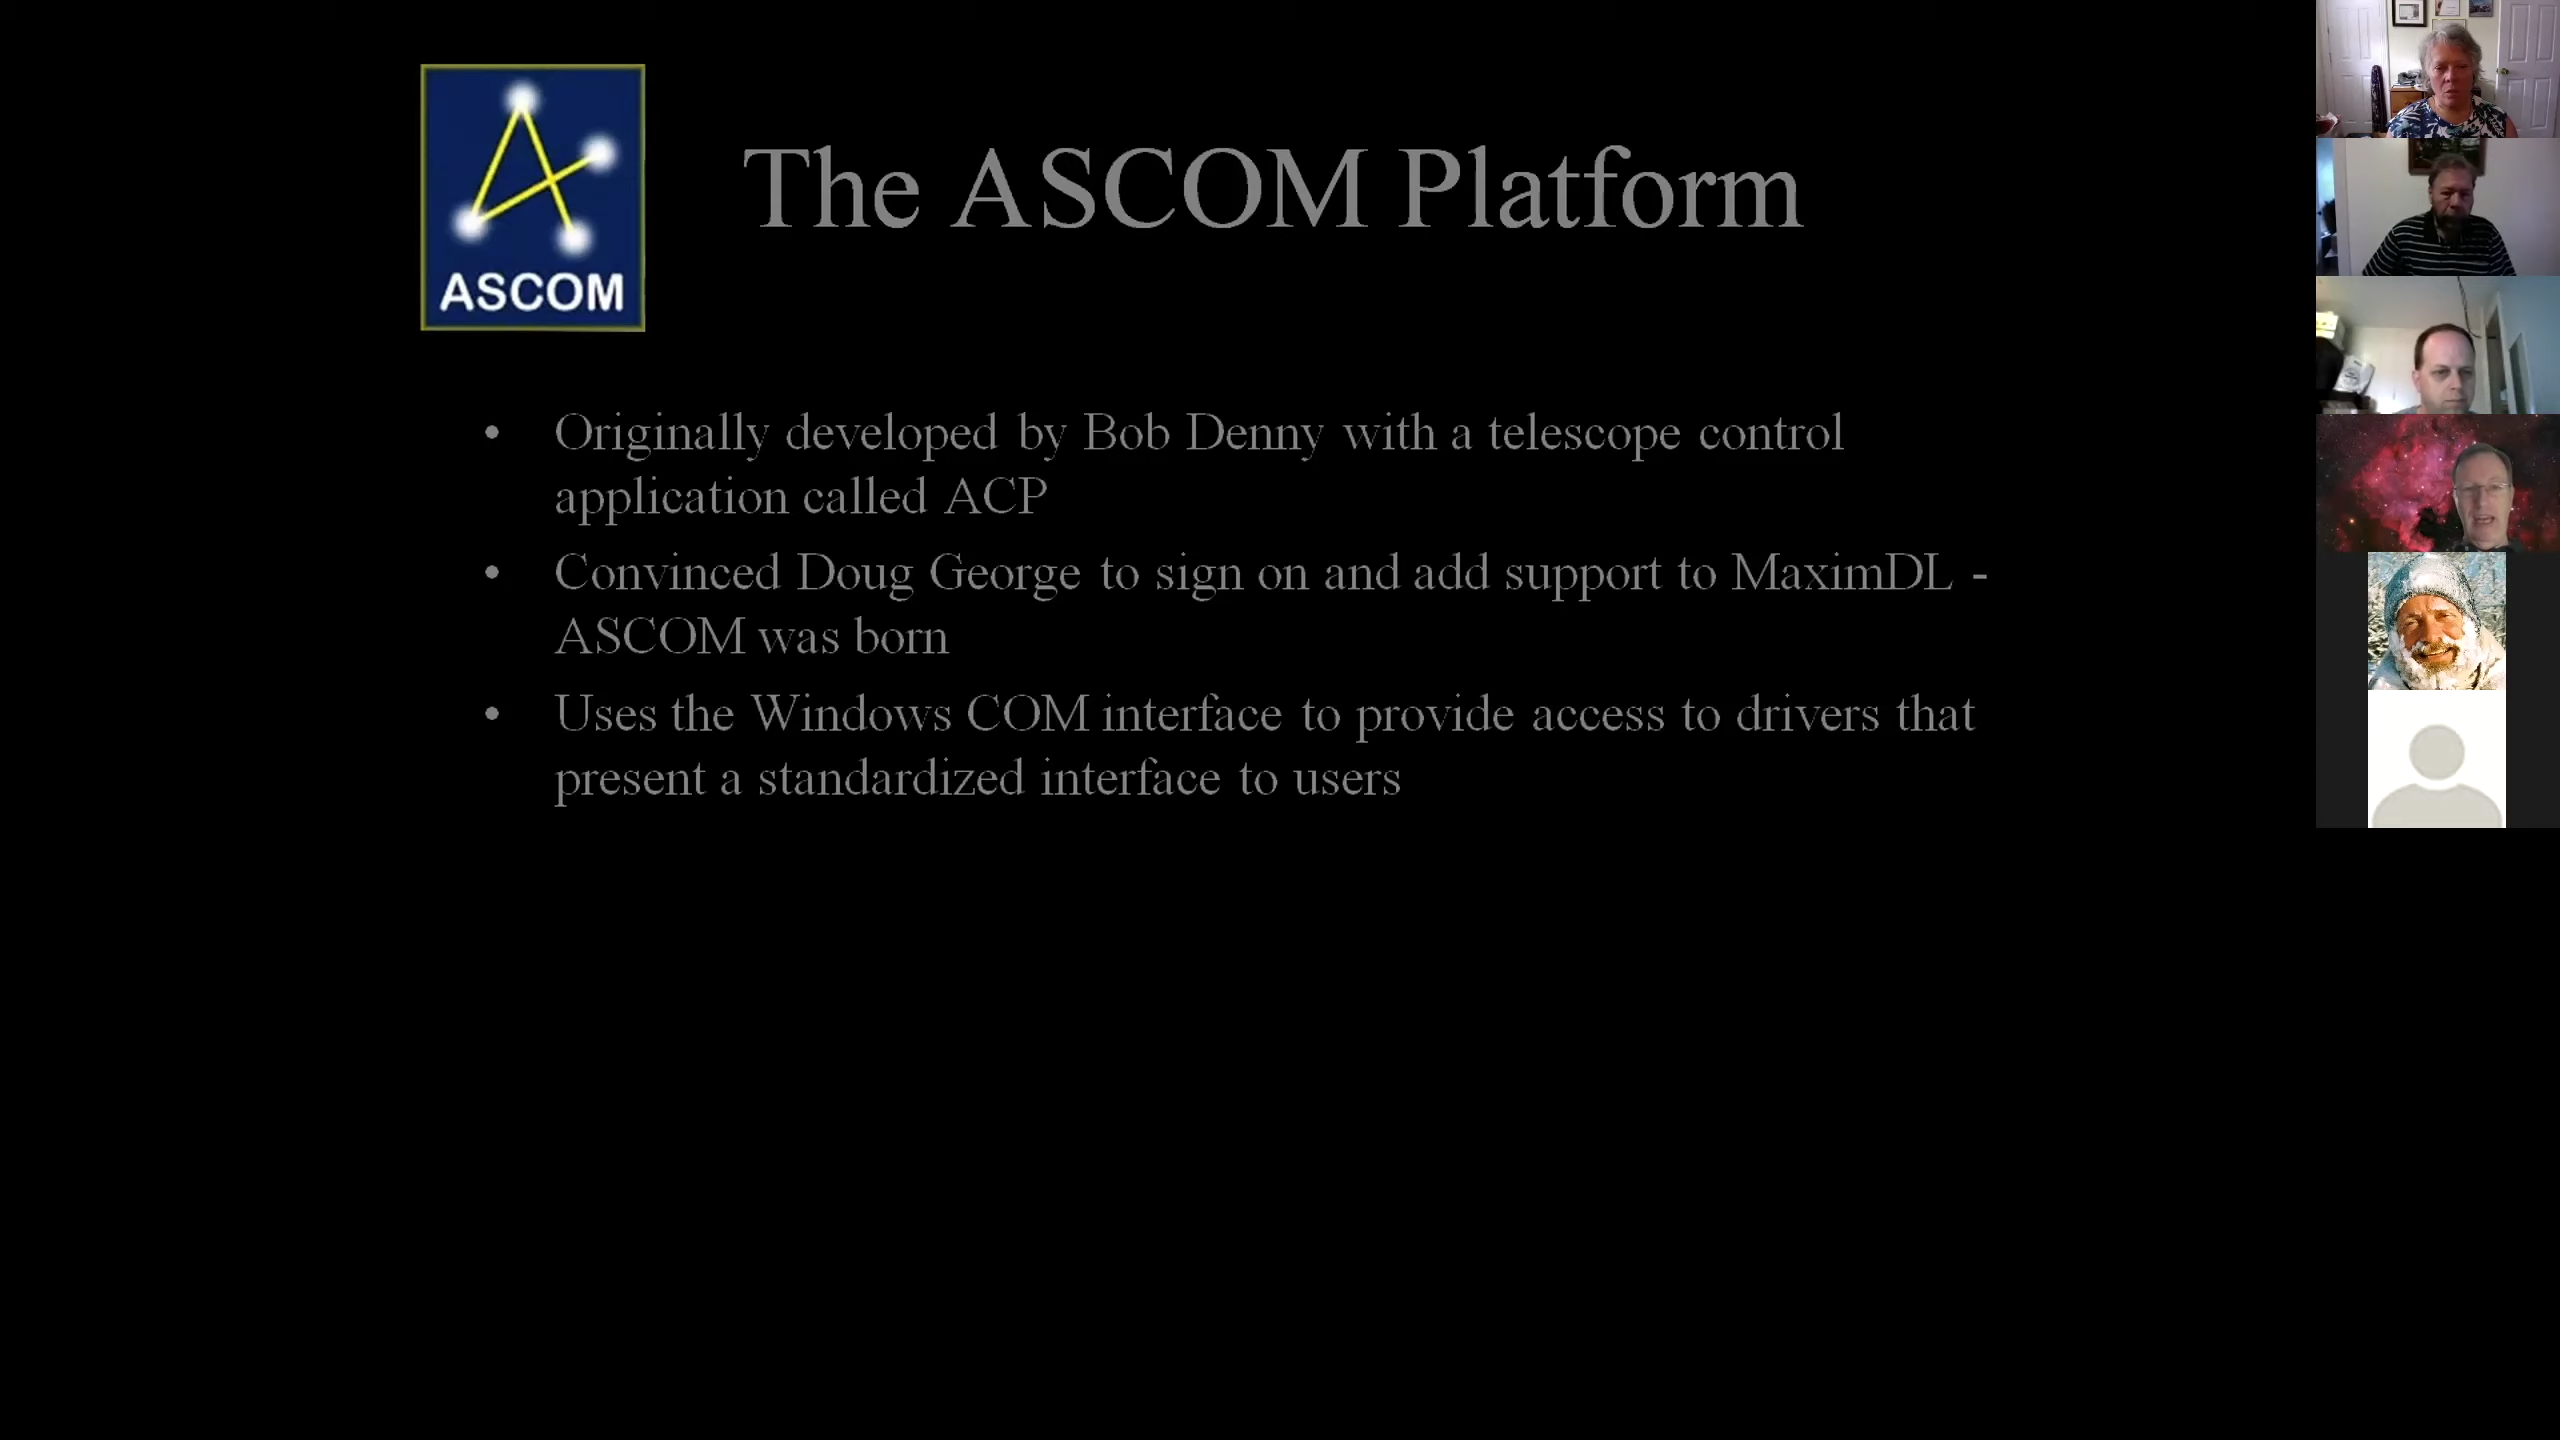 The ASCOM Platform
ASCOM
• Originally developed by Bob Denny with a telescope control
application called ACP
• Convinced Doug George to sign on and add support to MaximDL -
ASCOM was born
• Uses the Windows COM interface to provide access to drivers that
present a standardized interface to users